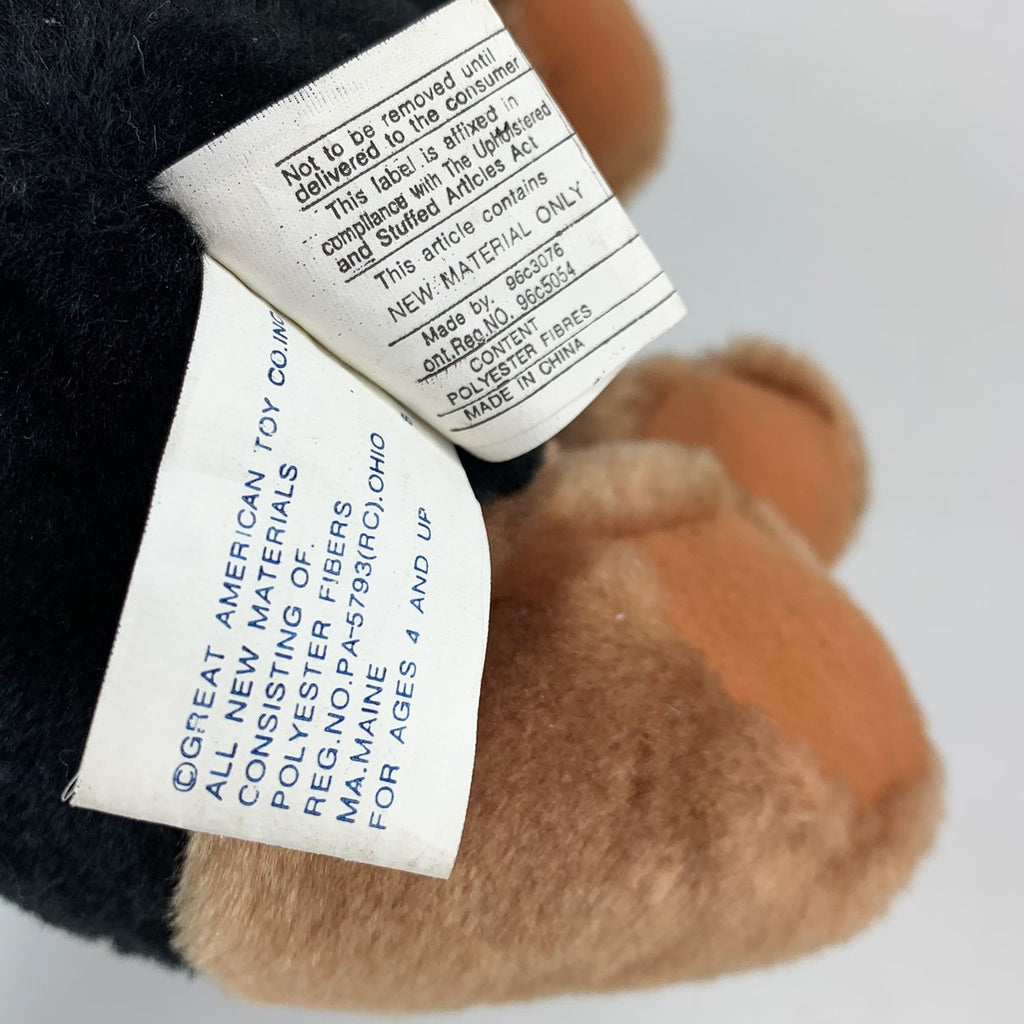 Not to be removed until
delivered to the consumer
This label is affixed in
compliance with The Upholstered
and Stuffed Articles Act
This article contains
NEW MATERIAL ONLY
Made by. 96c3076
ont.Reg.NO. 96c5054
CONTENT
POLYESTER FIBRES
MADE IN CHINA
©GREAT AMERICAN TOY CO.INC
ALL NEW MATERIALS
CONSISTING OF.
POLYESTER FIBERS
REG.NO.PA-5793(RC).OHIO
MA.MAINE
FOR AGES 4 AND UP